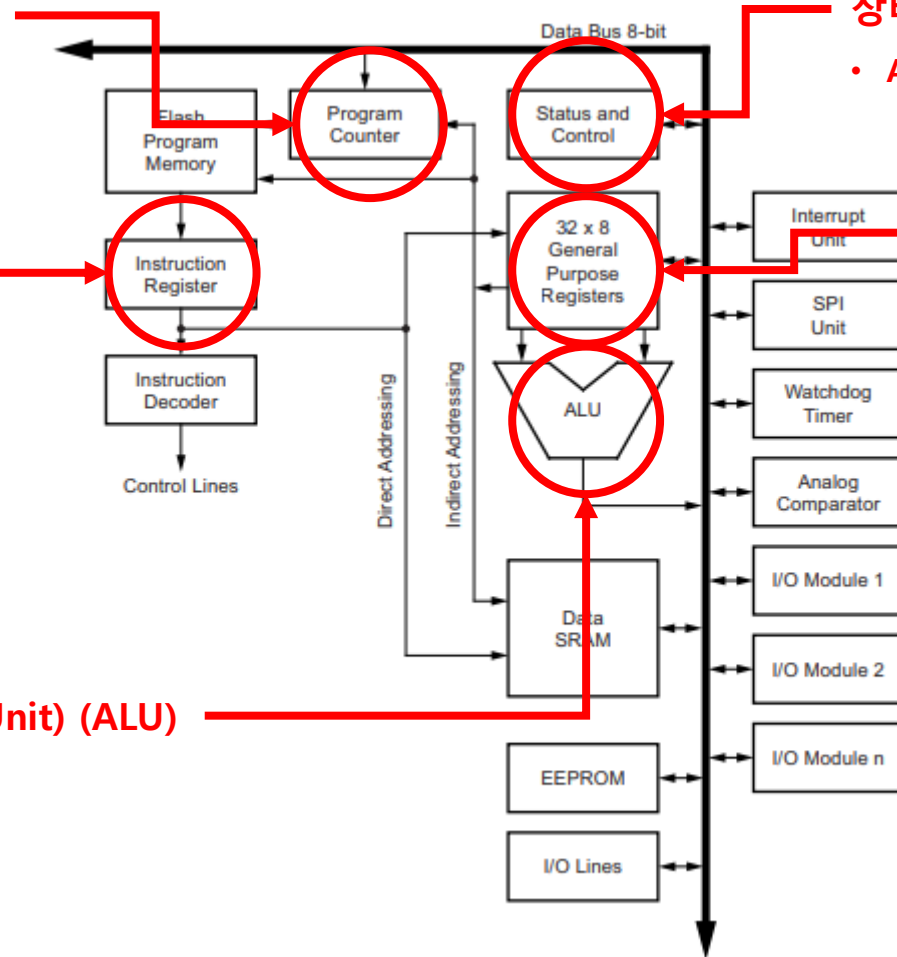 Data Bus 8-bit
• A
Flash
Program
Memory
Program
Counter
Status and
Control
Instruction
Register
32 x 8
General
Purpose
Registers
Interrupt
Unit
SPI
Unit
Instruction
Decoder
ALU
Watchdog
Timer
Control Lines
Direct Addressing
Indirect Addressing
Analog
Comparator
Data
SRAM
I/O Module 1
I/O Module 2
Unit) (ALU)
I/O Module n
EEPROM
I/O Lines